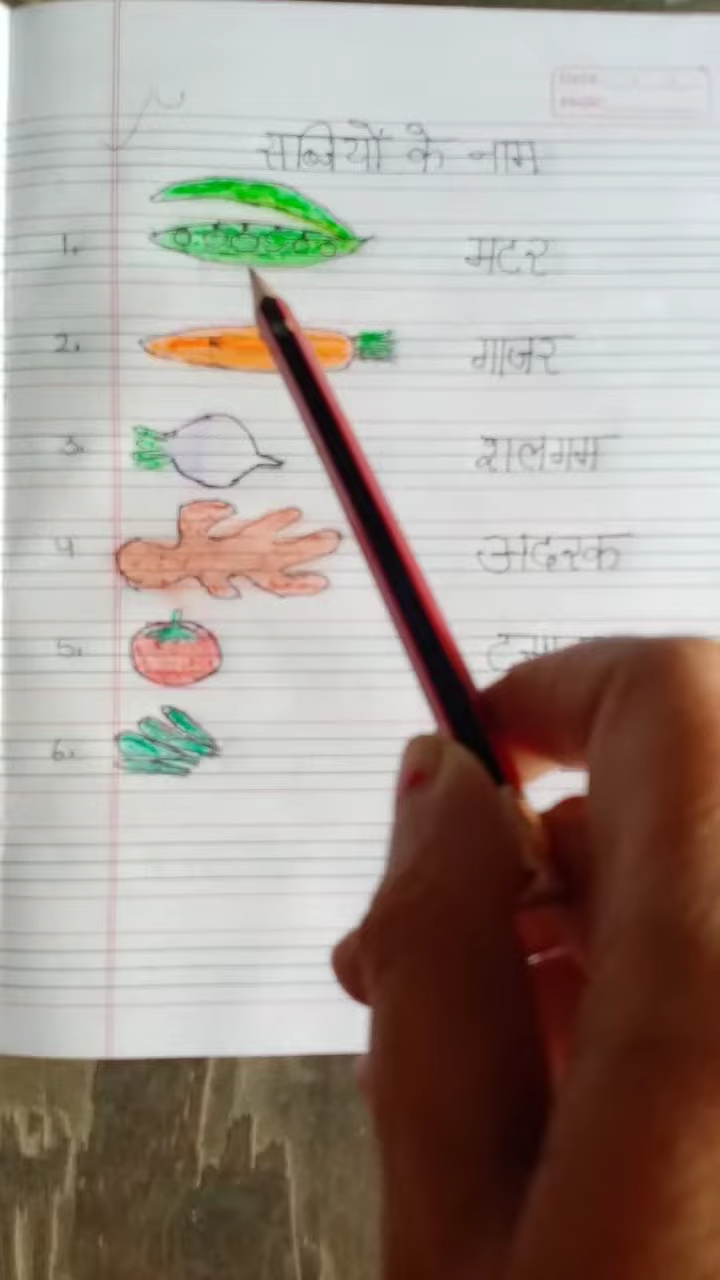 सब्जियों के नाम
1. मटर
2. गाजर
3. शलगम
4 अदरक
5.
6.